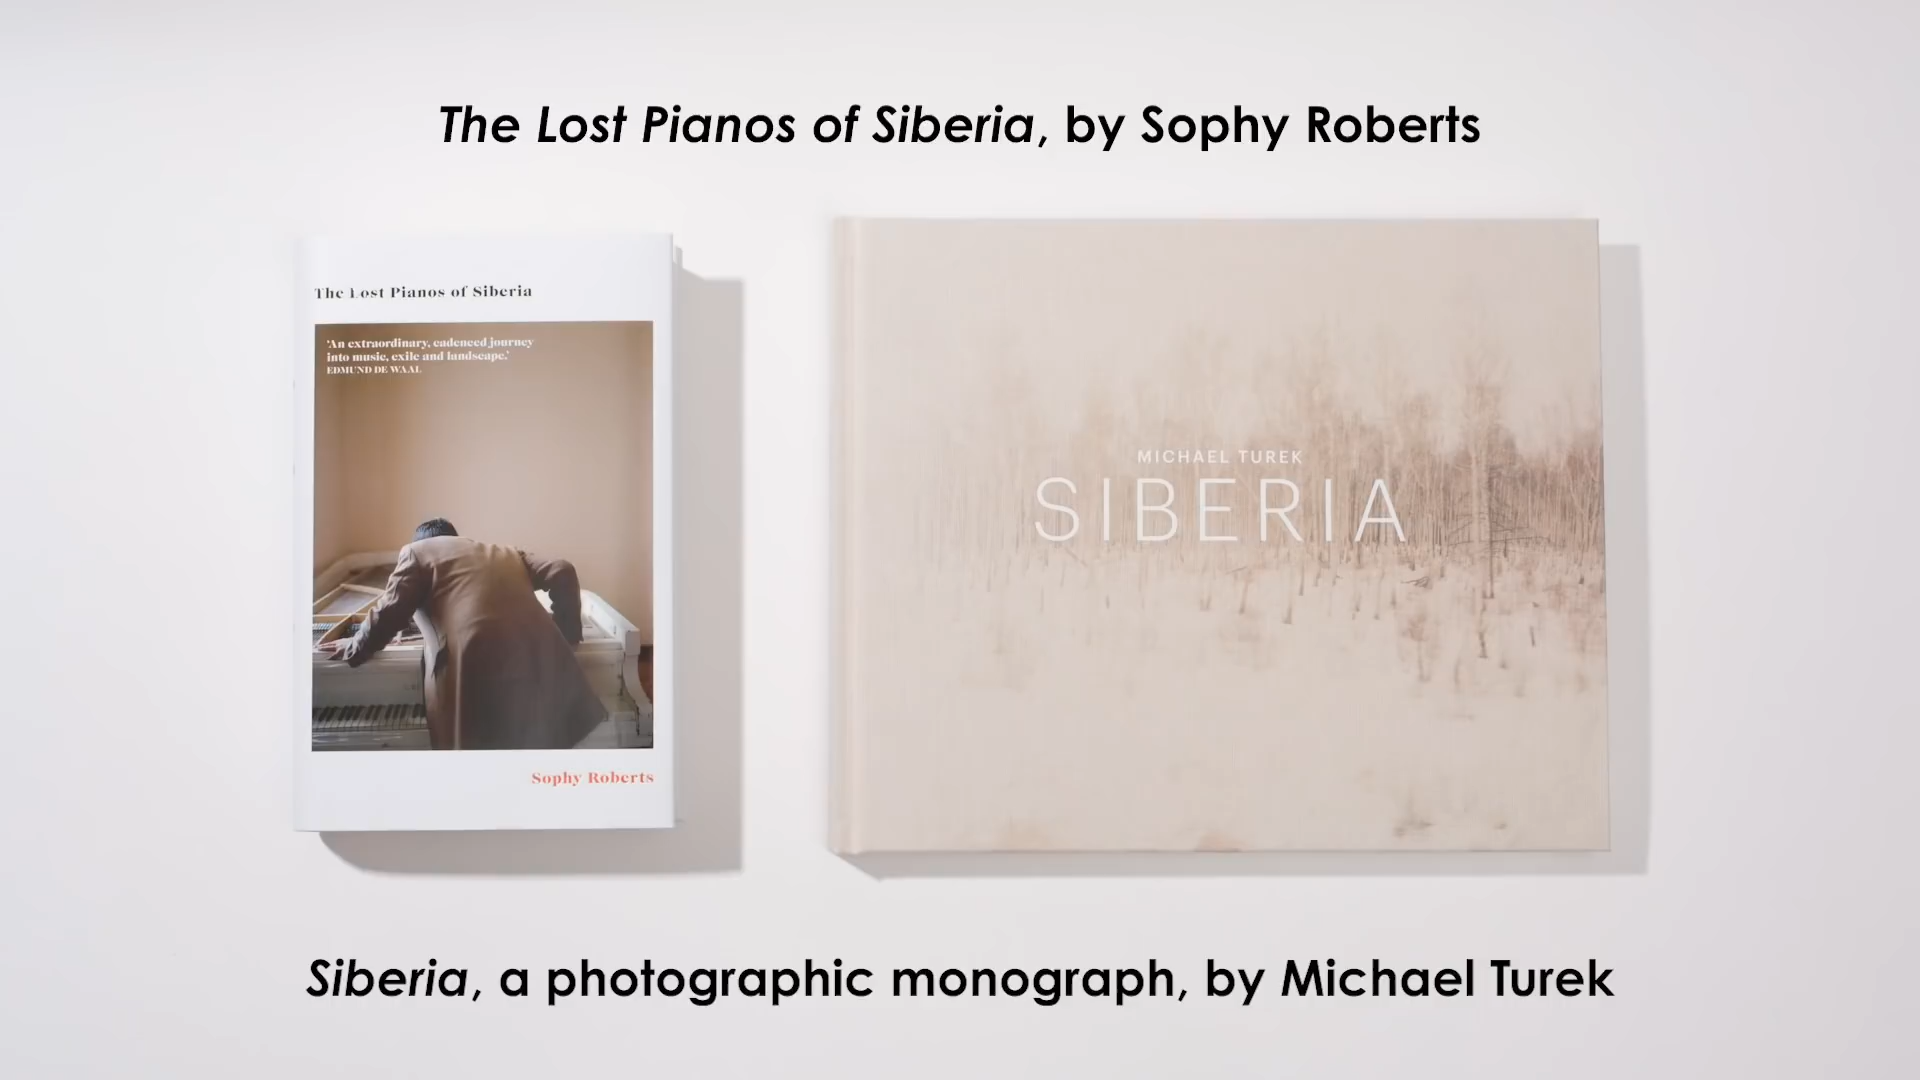 The Lost Pianos of Siberia, by Sophy Roberts
The Lost Pianos of Siberia
'An extraordinary, cadenced journey
into music, exile and landscape.'
EDMUND DE WAAL
Sophy Roberts
MICHAEL TUREK
SIBERIA
Siberia, a photographic monograph, by Michael Turek